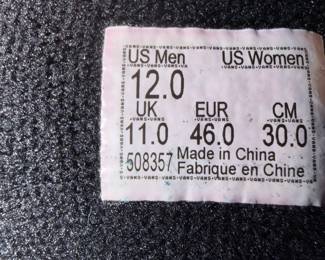 US Men US Women
12.0
UK EUR CM
11.0 46.0 30.0
508357 Made in China
Fabrique en Chine